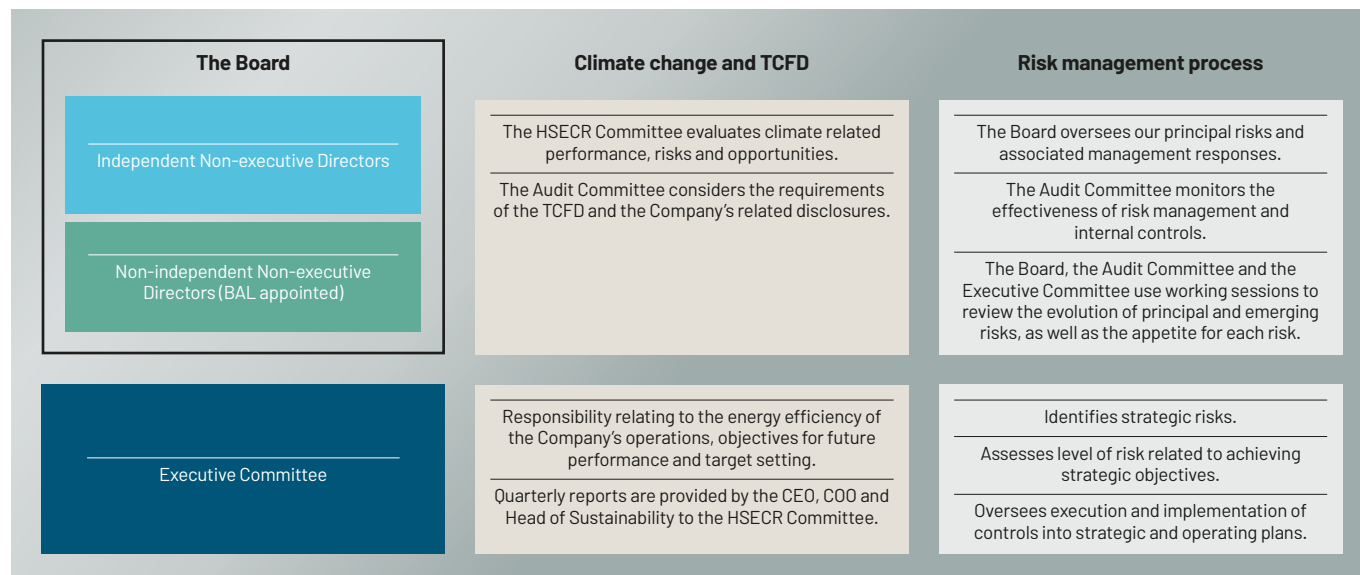 The Board
Independent Non-executive Directors
Non-independent Non-executive
Directors (BAL appointed)
Climate change and TCFD
The HSECR Committee evaluates climate related
performance, risks and opportunities.
The Audit Committee considers the requirements
of the TCFD and the Company’s related disclosures.
Risk management process
The Board oversees our principal risks and
associated management responses.
The Audit Committee monitors the
effectiveness of risk management and
internal controls.
The Board, the Audit Committee and the
Executive Committee use working sessions to
review the evolution of principal and emerging
risks, as well as the appetite for each risk.
Executive Committee
Responsibility relating to the energy efficiency of
the Company’s operations, objectives for future
performance and target setting.
Quarterly reports are provided by the CEO, COO and
Head of Sustainability to the HSECR Committee.
Identifies strategic risks.
Assesses level of risk related to achieving
strategic objectives.
Oversees execution and implementation of
controls into strategic and operating plans.